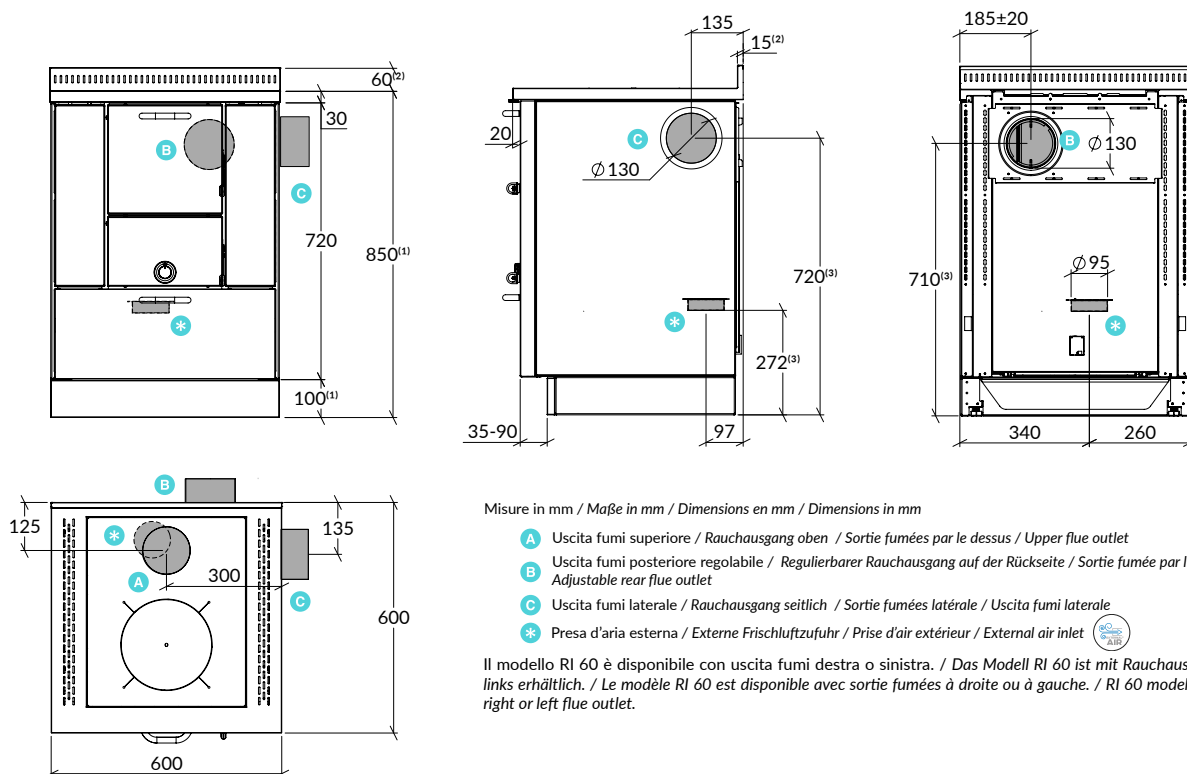 185±20
135
15⁽²⁾
60⁽²⁾
30
B
C
720
850⁽¹⁾
*
100⁽¹⁾
20
C
Ø 130
720⁽³⁾
*
272⁽³⁾
35-90
97
B
Ø 130
710⁽³⁾
Ø 95
*
340
260
B
125
*
135
A
300
C
600
600
Misure in mm / Maße in mm / Dimensions en mm / Dimensions in mm
A Uscita fumi superiore / Rauchausgang oben / Sortie fumées par le dessus / Upper flue outlet
B Uscita fumi posteriore regolabile / Regulierbarer Rauchausgang auf der Rückseite / Sortie fumée par l
Adjustable rear flue outlet
C Uscita fumi laterale / Rauchausgang seitlich / Sortie fumées latérale / Uscita fumi laterale
* Presa d'aria esterna / Externe Frischluftzufuhr / Prise d'air extérieur / External air inlet
AIR
Il modello RI 60 è disponibile con uscita fumi destra o sinistra. / Das Modell RI 60 ist mit Rauchaus
links erhältlich. / Le modèle RI 60 est disponible avec sortie fumées à droite ou à gauche. / RI 60 model
right or left flue outlet.